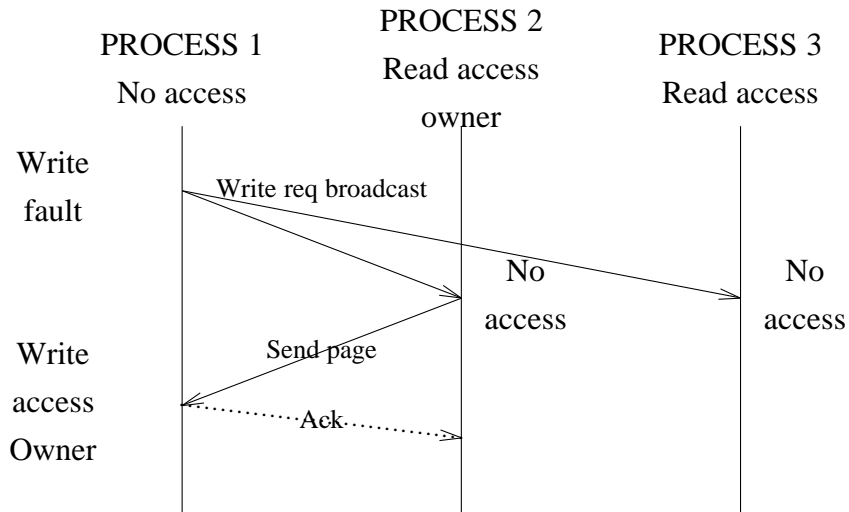 PROCESS 1
No access
PROCESS 2
Read access
owner
PROCESS 3
Read access
Write
fault
Write req broadcast
No
access
No
access
Send page
Write
access
Owner
Ack